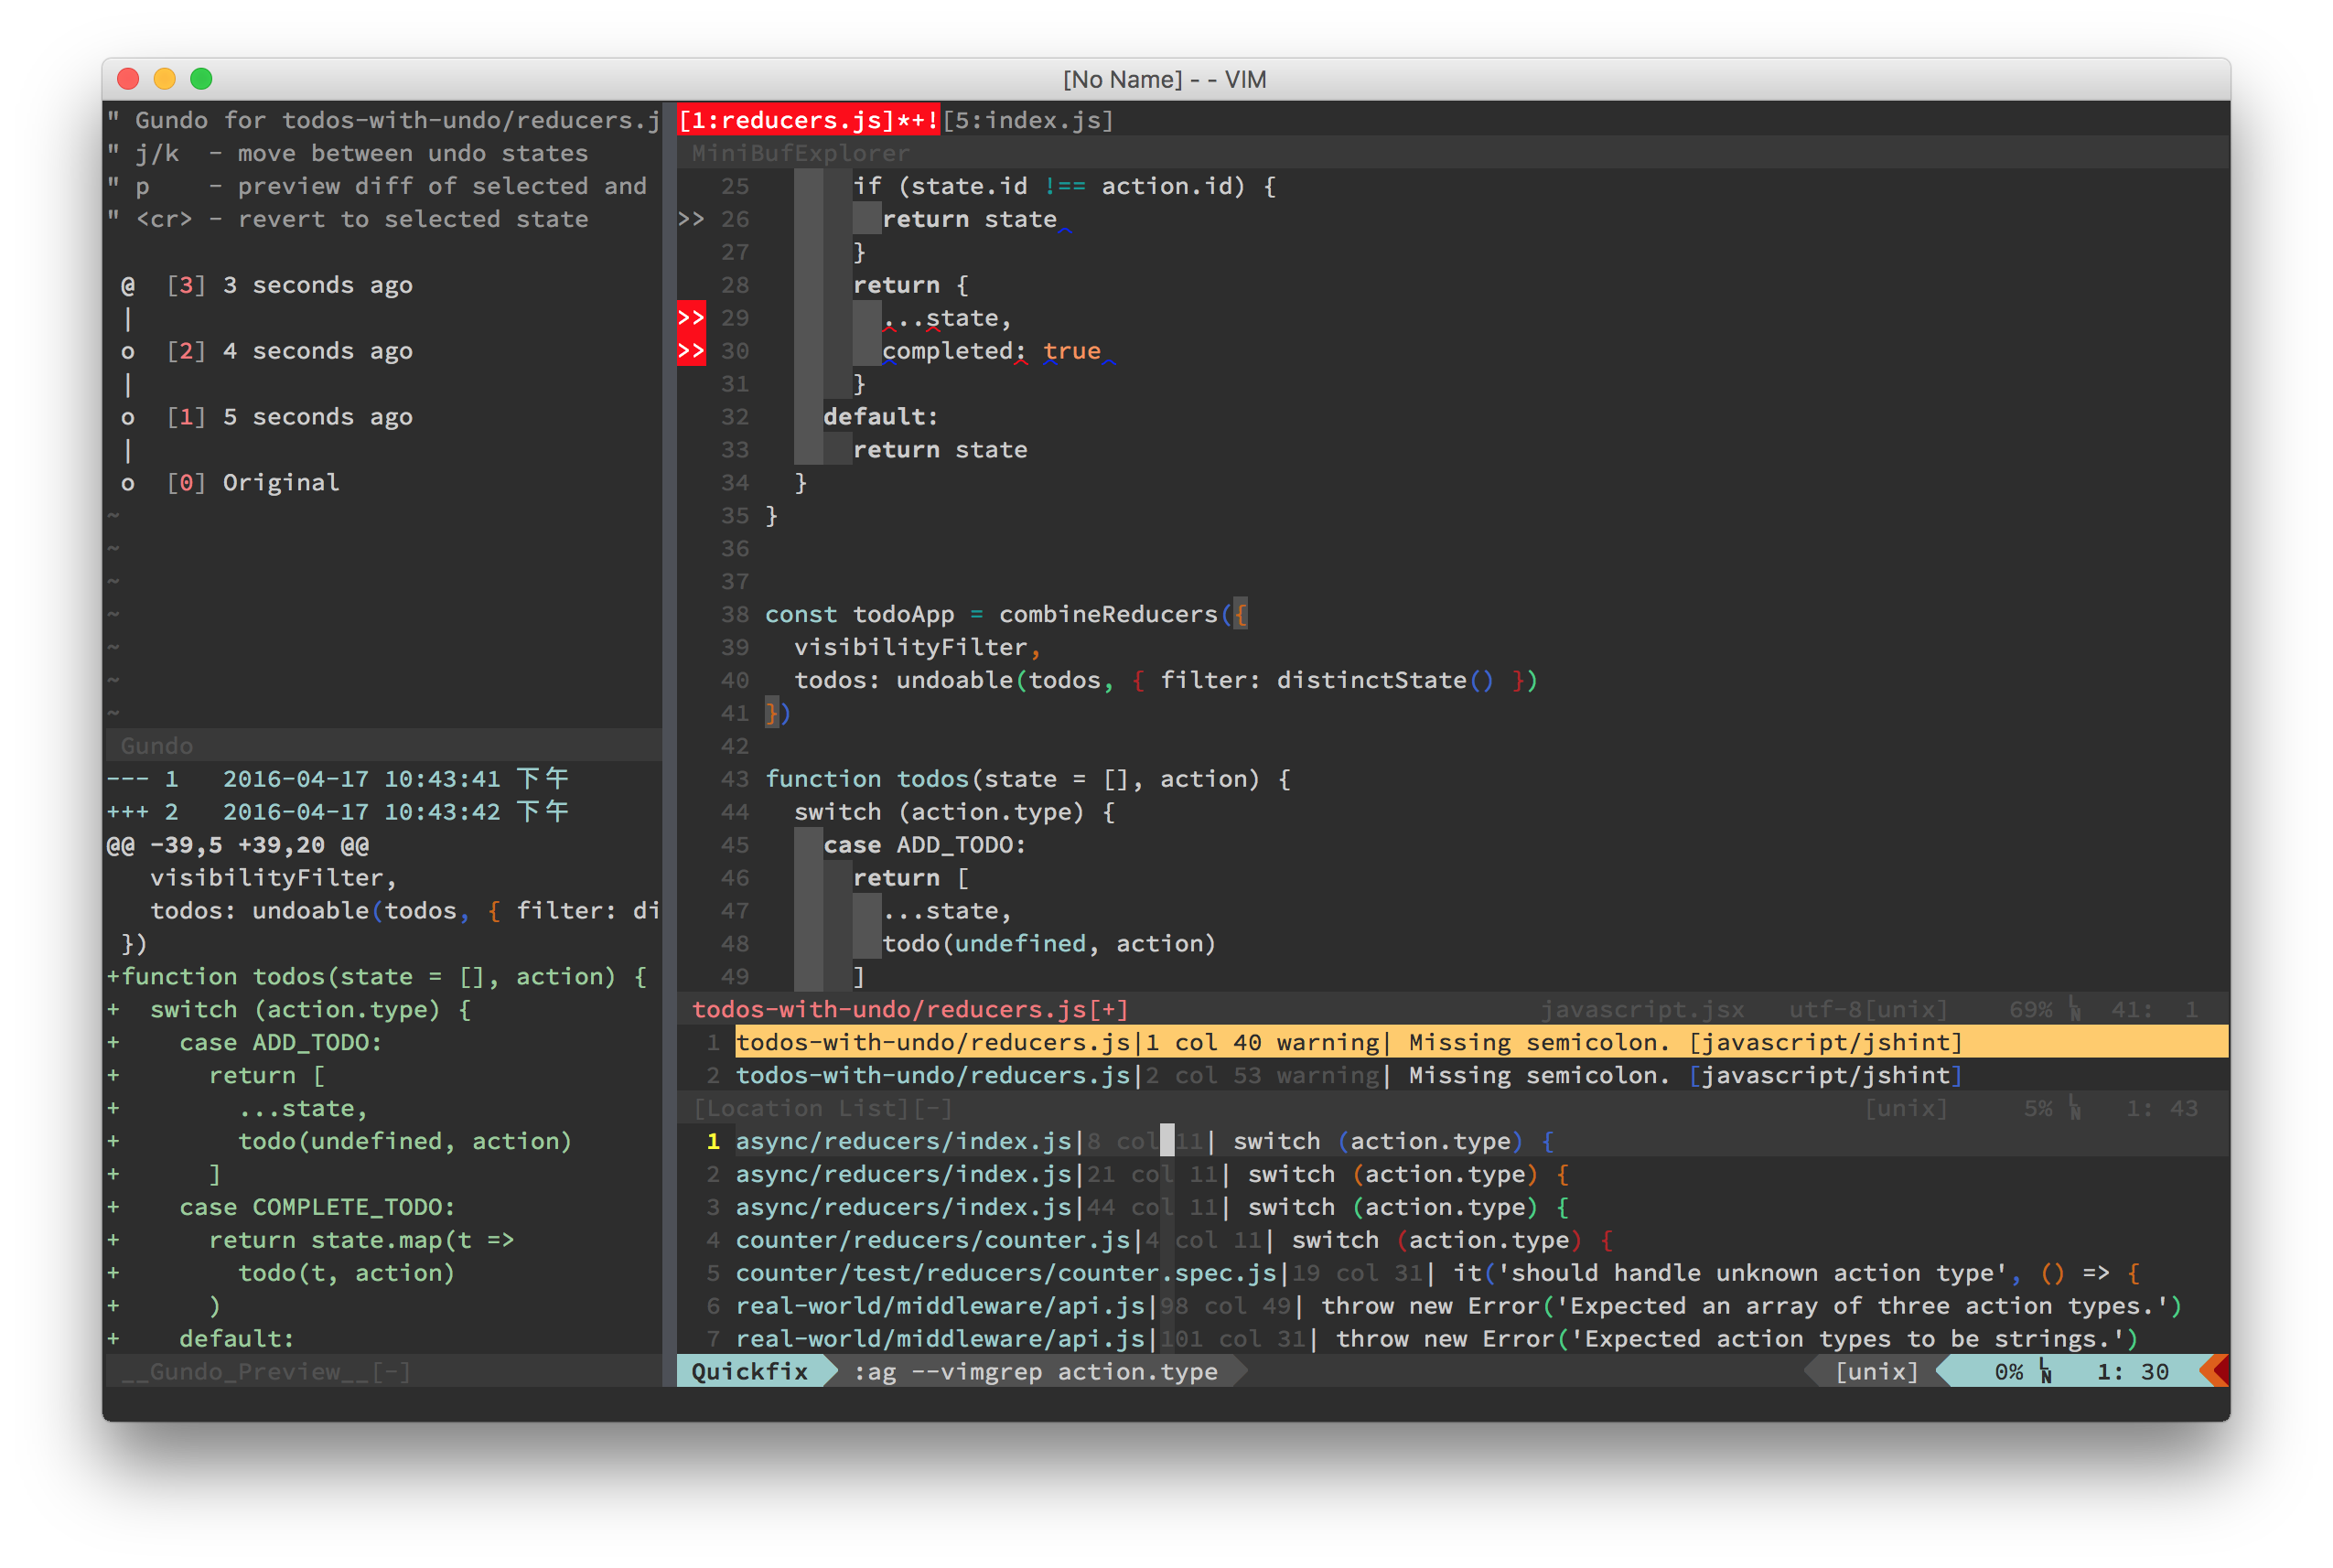 [No Name] - - VIM
" Gundo for todos-with-undo/reducers.j
" j/k  - move between undo states
" p    - preview diff of selected and
" <cr> - revert to selected state
@  [3] 3 seconds ago
|
o  [2] 4 seconds ago
|
o  [1] 5 seconds ago
|
o  [0] Original
~
~
~
~
~
~
~
Gundo
--- 1   2016-04-17 10:43:41 下午
+++ 2   2016-04-17 10:43:42 下午
@@ -39,5 +39,20 @@
   visibilityFilter,
   todos: undoable(todos, { filter: di
 })
+function todos(state = [], action) {
+  switch (action.type) {
+    case ADD_TODO:
+      return [
+        ...state,
+        todo(undefined, action)
+      ]
+    case COMPLETE_TODO:
+      return state.map(t =>
+        todo(t, action)
+      )
+    default:
__Gundo_Preview__[-]
[1:reducers.js]*+![5:index.js]
MiniBufExplorer
   25       if (state.id !== action.id) {
>> 26         return state
   27       }
   28       return {
>> 29         ...state,
>> 30         completed: true
   31       }
   32     default:
   33       return state
   34   }
   35 }
   36
   37
   38 const todoApp = combineReducers({
   39   visibilityFilter,
   40   todos: undoable(todos, { filter: distinctState() })
   41 })
   42
   43 function todos(state = [], action) {
   44   switch (action.type) {
   45     case ADD_TODO:
   46       return [
   47         ...state,
   48         todo(undefined, action)
   49       ]
todos-with-undo/reducers.js[+] javascript.jsx utf-8[unix] 69% LN 41: 1
1 todos-with-undo/reducers.js|1 col 40 warning| Missing semicolon. [javascript/jshint]
2 todos-with-undo/reducers.js|2 col 53 warning| Missing semicolon. [javascript/jshint]
[Location List][-] [unix] 5% LN 1: 43
1 async/reducers/index.js|8 col 11| switch (action.type) {
2 async/reducers/index.js|21 col 11| switch (action.type) {
3 async/reducers/index.js|44 col 11| switch (action.type) {
4 counter/reducers/counter.js|4 col 11| switch (action.type) {
5 counter/test/reducers/counter.spec.js|19 col 31| it('should handle unknown action type', () => {
6 real-world/middleware/api.js|98 col 49| throw new Error('Expected an array of three action types.')
7 real-world/middleware/api.js|101 col 31| throw new Error('Expected action types to be strings.')
Quickfix :ag --vimgrep action.type [unix] 0% LN 1: 30